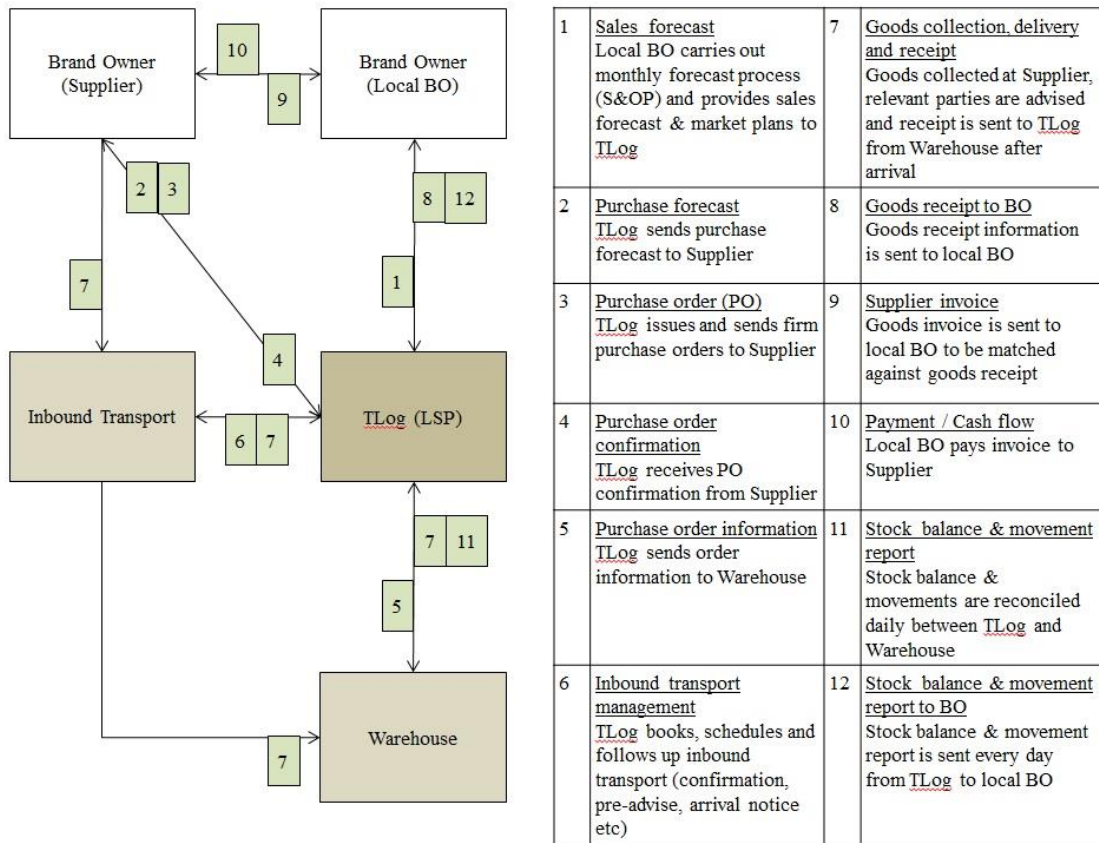 10
Brand Owner
(Supplier)
Brand Owner
(Local BO)
9
2 3
8 12
7
1
4
Inbound Transport
TLog (LSP)
6 7
7 11
5
Warehouse
7
1
Sales forecast
Local BO carries out
monthly forecast process
(S&OP) and provides sales
forecast & market plans to
TLog
7
Goods collection, delivery
and receipt
Goods collected at Supplier,
relevant parties are advised
and receipt is sent to TLog
from Warehouse after
arrival
2
Purchase forecast
TLog sends purchase
forecast to Supplier
8
Goods receipt to BO
Goods receipt information
is sent to local BO
3
Purchase order (PO)
TLog issues and sends firm
purchase orders to Supplier
9
Supplier invoice
Goods invoice is sent to
local BO to be matched
against goods receipt
4
Purchase order
confirmation
TLog receives PO
confirmation from Supplier
10
Payment / Cash flow
Local BO pays invoice to
Supplier
5
Purchase order information
TLog sends order
information to Warehouse
11
Stock balance & movement
report
Stock balance &
movements are reconciled
daily between TLog and
Warehouse
6
Inbound transport
management
TLog books, schedules and
follows up inbound
transport (confirmation,
pre-advise, arrival notice
etc)
12
Stock balance & movement
report to BO
Stock balance & movement
report is sent every day
from TLog to local BO